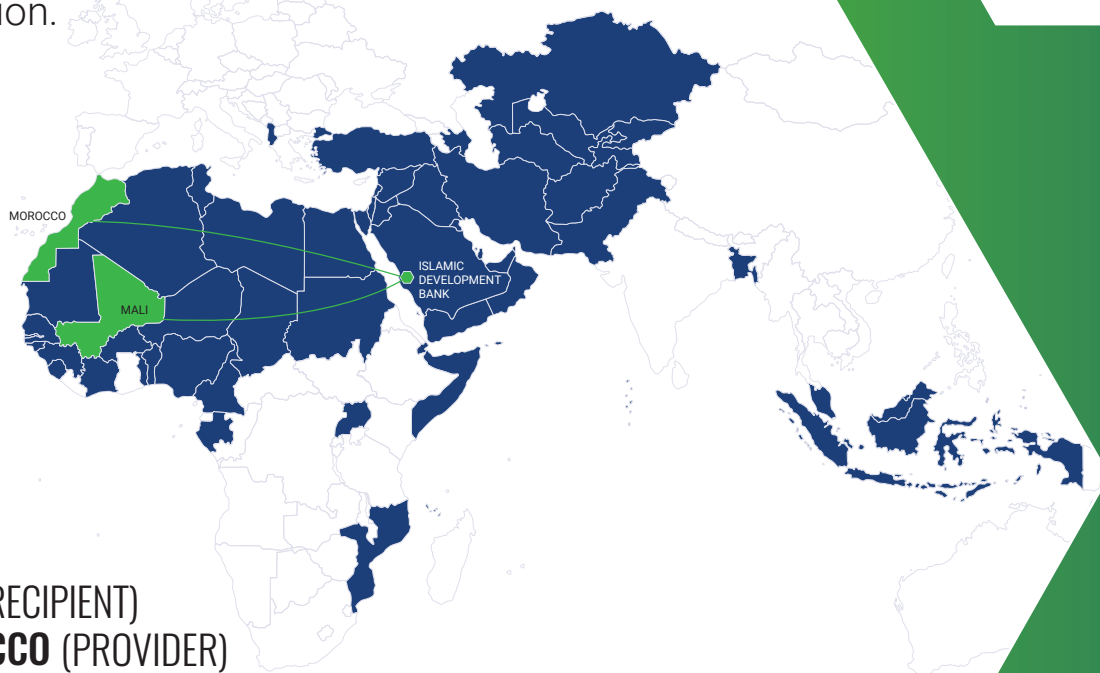 ion.
MOROCCO
ISLAMIC
DEVELOPMENT
BANK
MALI
RECIPIENT)
CCO (PROVIDER)